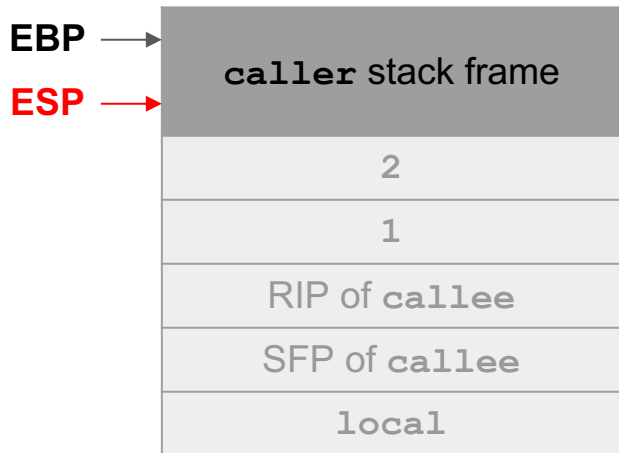 EBP
caller stack frame
ESP
2
1
RIP of callee
SFP of callee
local